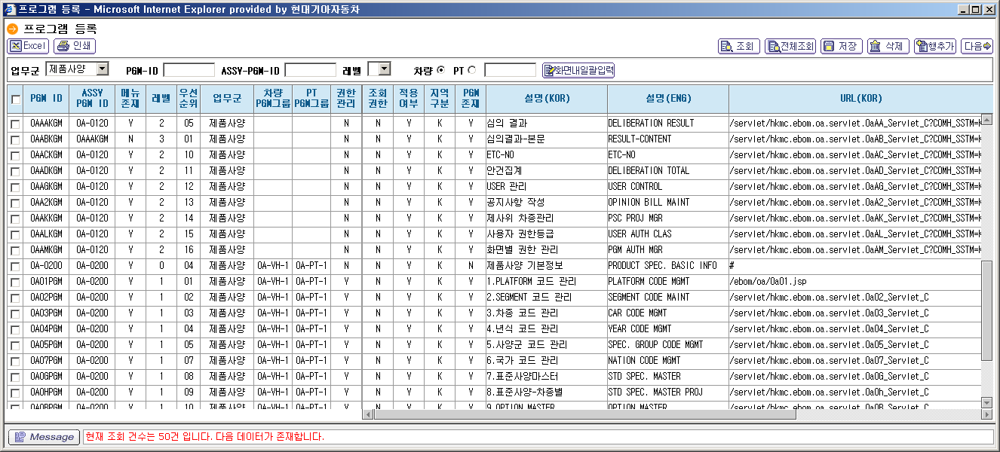 프로그램 등록 - Microsoft Internet Explorer provided by 현대기아자동차
프로그램 등록
Excel 인쇄 조회 전체조회 저장 삭제 행추가 다음
업무군 제품사양 PGM-ID ASSY-PGM-ID 레벨 차량 PT 화면내일괄입력
PGM ID ASSY PGM ID 메뉴 존재 레벨 우선 순위 업무군 차량 PGM그룹 PT PGM그룹 권한 관리 조회 권한 적용 여부 지역 구분 PGM 존재 설명(KOR) 설명(ENG) URL(KOR)
OAAAKGM OA-0120 Y 2 05 제품사양 N N Y K Y 심의 결과 DELIBERATION RESULT /servlet/hkmc.ebom.oa.servlet.OaAA_Servlet_C?COMH_SSTM=K
OAABKGM OAAAKGM N 3 01 제품사양 N N Y K Y 심의결과-본문 RESULT-CONTENT /servlet/hkmc.ebom.oa.servlet.OaAB_Servlet_C?COMH_SSTM=K
OAACKGM OA-0120 Y 2 10 제품사양 N N Y K Y ETC-NO ETC-NO /servlet/hkmc.ebom.oa.servlet.OaAC_Servlet_C?COMH_SSTM=K
OAADKGM OA-0120 Y 2 11 제품사양 N N Y K Y 안건집계 DELIBERATION TOTAL /servlet/hkmc.ebom.oa.servlet.OaAD_Servlet_C?COMH_SSTM=K
OAAGKGM OA-0120 Y 2 12 제품사양 N N Y K Y USER 관리 USER CONTROL /servlet/hkmc.ebom.oa.servlet.OaAG_Servlet_C?COMH_SSTM=K
OAA2KGM OA-0120 Y 2 13 제품사양 N N Y K Y 공지사항 작성 OPINION BILL MAINT /servlet/hkmc.ebom.oa.servlet.OaA2_Servlet_C?COMH_SSTM=K
OAAKKGM OA-0120 Y 2 14 제품사양 N N Y K Y 제사위 차종관리 PSC PROJ MGR /servlet/hkmc.ebom.oa.servlet.OaAK_Servlet_C?COMH_SSTM=K
OAALKGM OA-0120 Y 2 15 제품사양 N N Y K Y 사용자 권한등급 USER AUTH CLAS /servlet/hkmc.ebom.oa.servlet.OaAL_Servlet_C?COMH_SSTM=K
OAAMKGM OA-0120 Y 2 16 제품사양 N N Y K Y 화면별 권한 관리 PGM AUTH MGR /servlet/hkmc.ebom.oa.servlet.OaAM_Servlet_C?COMH_SSTM=K
OA-0200 OA-0200 Y 0 04 제품사양 OA-VH-1 OA-PT-1 N N Y K N 제품사양 기본정보 PRODUCT SPEC. BASIC INFO #
OA01PGM OA-0200 Y 1 01 제품사양 OA-VH-1 OA-PT-1 Y N Y K Y 1.PLATFORM 코드 관리 PLATFORM CODE MGMT /ebom/oa/Oa01.jsp
OA02PGM OA-0200 Y 1 02 제품사양 OA-VH-1 OA-PT-1 Y N Y K Y 2.SEGMENT 코드 관리 SEGMENT CODE MAINT /servlet/hkmc.ebom.oa.servlet.Oa02_Servlet_C
OA03PGM OA-0200 Y 1 03 제품사양 OA-VH-1 OA-PT-1 Y N Y K Y 3.차종 코드 관리 CAR CODE MGMT /servlet/hkmc.ebom.oa.servlet.Oa03_Servlet_C
OA04PGM OA-0200 Y 1 04 제품사양 OA-VH-1 OA-PT-1 Y N Y K Y 4.년식 코드 관리 YEAR CODE MGMT /servlet/hkmc.ebom.oa.servlet.Oa04_Servlet_C
OA05PGM OA-0200 Y 1 05 제품사양 OA-VH-1 OA-PT-1 Y N Y K Y 5.사양군 코드 관리 SPEC. GROUP CODE MGMT /servlet/hkmc.ebom.oa.servlet.Oa05_Servlet_C
OA07PGM OA-0200 Y 1 07 제품사양 OA-VH-1 OA-PT-1 Y N Y K Y 6.국가 코드 관리 NATION CODE MGMT /servlet/hkmc.ebom.oa.servlet.Oa07_Servlet_C
OAOGPGM OA-0200 Y 1 08 제품사양 OA-VH-1 OA-PT-1 Y N Y K Y 7.표준사양마스터 STD SPEC. MASTER /servlet/hkmc.ebom.oa.servlet.Oa0G_Servlet_C
OAOHPGM OA-0200 Y 1 09 제품사양 OA-VH-1 OA-PT-1 Y N Y K Y 8.표준사양-차종별 STD SPEC. MASTER PROJ /servlet/hkmc.ebom.oa.servlet.Oa0h_Servlet_C
OAOBPGM OA-0200 Y 1 10 제품사양 OA-VH-1 OA-PT-1 Y N Y K Y 9.OPTION MASTER OPTION MASTER /servlet/hkmc.ebom.oa.servlet.Oa0B_Servlet_C
Message 현재 조회 건수는 50건 입니다. 다음 데이터가 존재합니다.